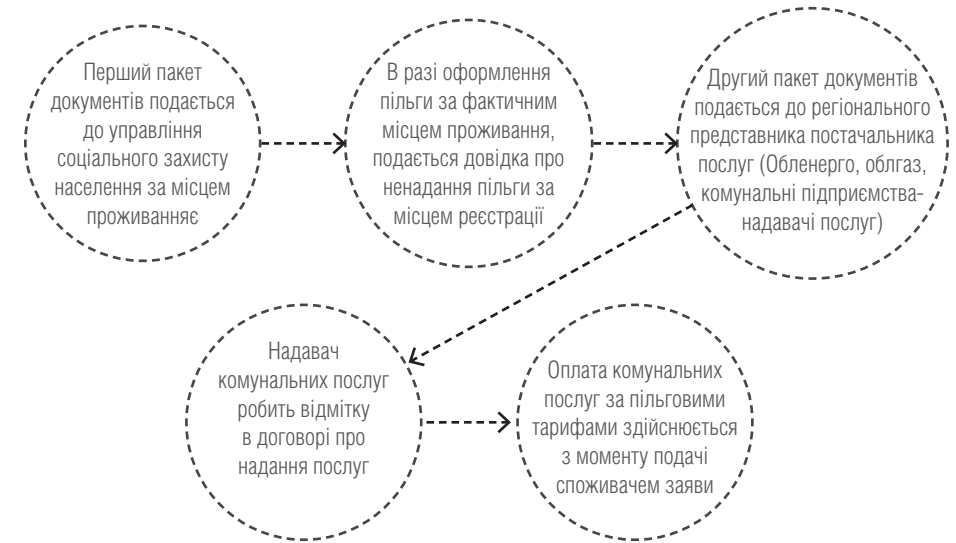 Перший пакет
документів подається
до управління
соціального захисту
населення за місцем
проживанняє
В разі оформлення
пільги за фактичним
місцем проживання,
подається довідка про
ненадання пільги за
місцем реєстрації
Другий пакет документів
подається до регіонального
представника постачальника
послуг (Обленерго, облгаз,
комунальні підприємства-
надавачі послуг)
Надавач
комунальних послуг
робить відмітку
в договорі про
надання послуг
Оплата комунальних
послуг за пільговими
тарифами здійснюється
з моменту подачі
споживачем заяви